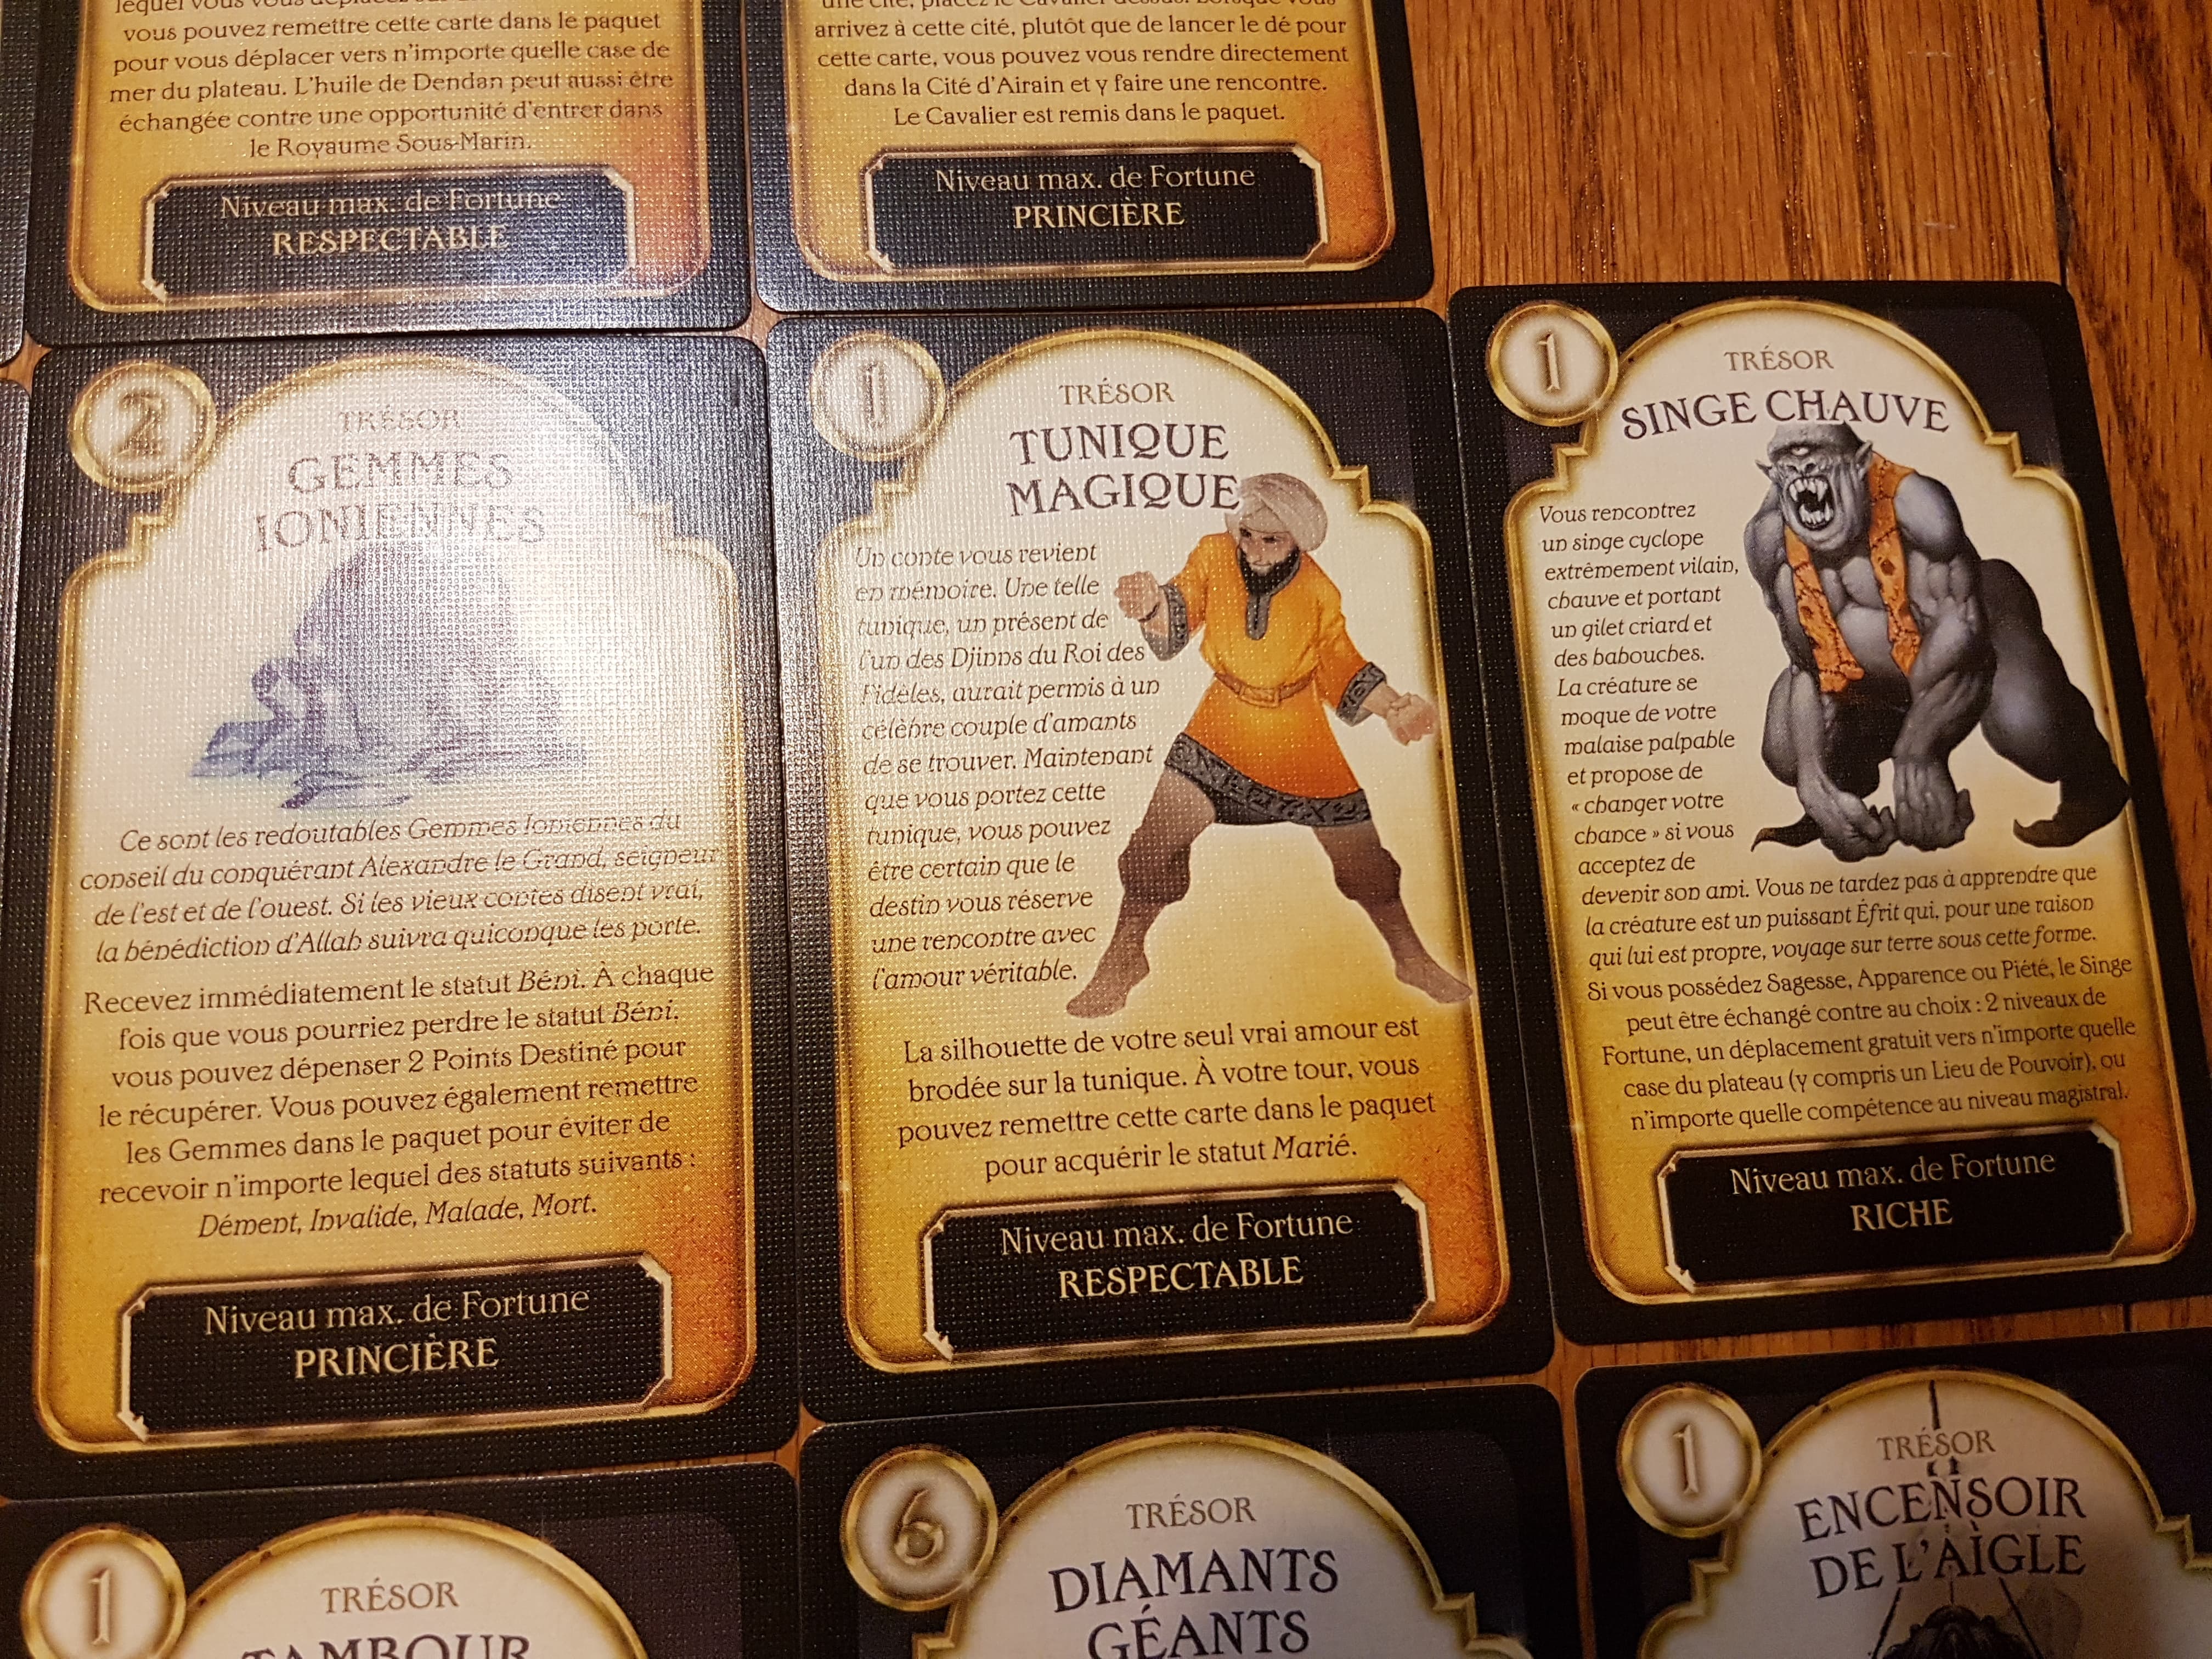 vous pouvez remettre cette carte dans le paquet
pour vous déplacer vers n'importe quelle case de
mer du plateau. L'huile de Dendan peut aussi être
échangée contre une opportunité d'entrer dans
le Royaume Sous-Marin.
Niveau max. de Fortune
RESPECTABLE
arrivez à cette cité, plutôt que de lancer le dé pour
cette carte, vous pouvez vous rendre directement
dans la Cité d'Airain et y faire une rencontre.
Le Cavalier est remis dans le paquet.
Niveau max. de Fortune
PRINCIÈRE
2
TRÉSOR
GEMMES
IONIENNES
Ce sont les redoutables Gemmes Ioniennes du
conseil du conquérant Alexandre le Grand, seigneur
de l'est et de l'ouest. Si les vieux contes disent vrai,
la bénédiction d'Allah suivra quiconque les porte.
Recevez immédiatement le statut Béni. À chaque
fois que vous pourriez perdre le statut Béni,
vous pouvez dépenser 2 Points Destiné pour
le récupérer. Vous pouvez également remettre
les Gemmes dans le paquet pour éviter de
recevoir n'importe lequel des statuts suivants :
Dément, Invalide, Malade, Mort.
Niveau max. de Fortune
PRINCIÈRE
1
TRÉSOR
TUNIQUE
MAGIQUE
Un conte vous revient
en mémoire. Une telle
tunique, un présent de
l'un des Djinns du Roi des
Fidèles, aurait permis à un
célèbre couple d'amants
de se trouver. Maintenant
que vous portez cette
tunique, vous pouvez
être certain que le
destin vous réserve
une rencontre avec
l'amour véritable.
La silhouette de votre seul vrai amour est
brodée sur la tunique. À votre tour, vous
pouvez remettre cette carte dans le paquet
pour acquérir le statut Marié.
Niveau max. de Fortune
RESPECTABLE
1
TRÉSOR
SINGE CHAUVE
Vous rencontrez
un singe cyclope
extrêmement vilain,
chauve et portant
un gilet criard et
des babouches.
La créature se
moque de votre
malaise palpable
et propose de
« changer votre
chance » si vous
acceptez de
devenir son ami. Vous ne tardez pas à apprendre que
la créature est un puissant Éfrit qui, pour une raison
qui lui est propre, voyage sur terre sous cette forme.
Si vous possédez Sagesse, Apparence ou Piété, le Singe
peut être échangé contre au choix : 2 niveaux de
Fortune, un déplacement gratuit vers n'importe quelle
case du plateau (y compris un Lieu de Pouvoir), ou
n'importe quelle compétence au niveau magistral.
Niveau max. de Fortune
RICHE
1
TRÉSOR
TAMBOUR
6
TRÉSOR
DIAMANTS
GÉANTS
1
TRÉSOR
ENCENSOIR
DE L'AIGLE